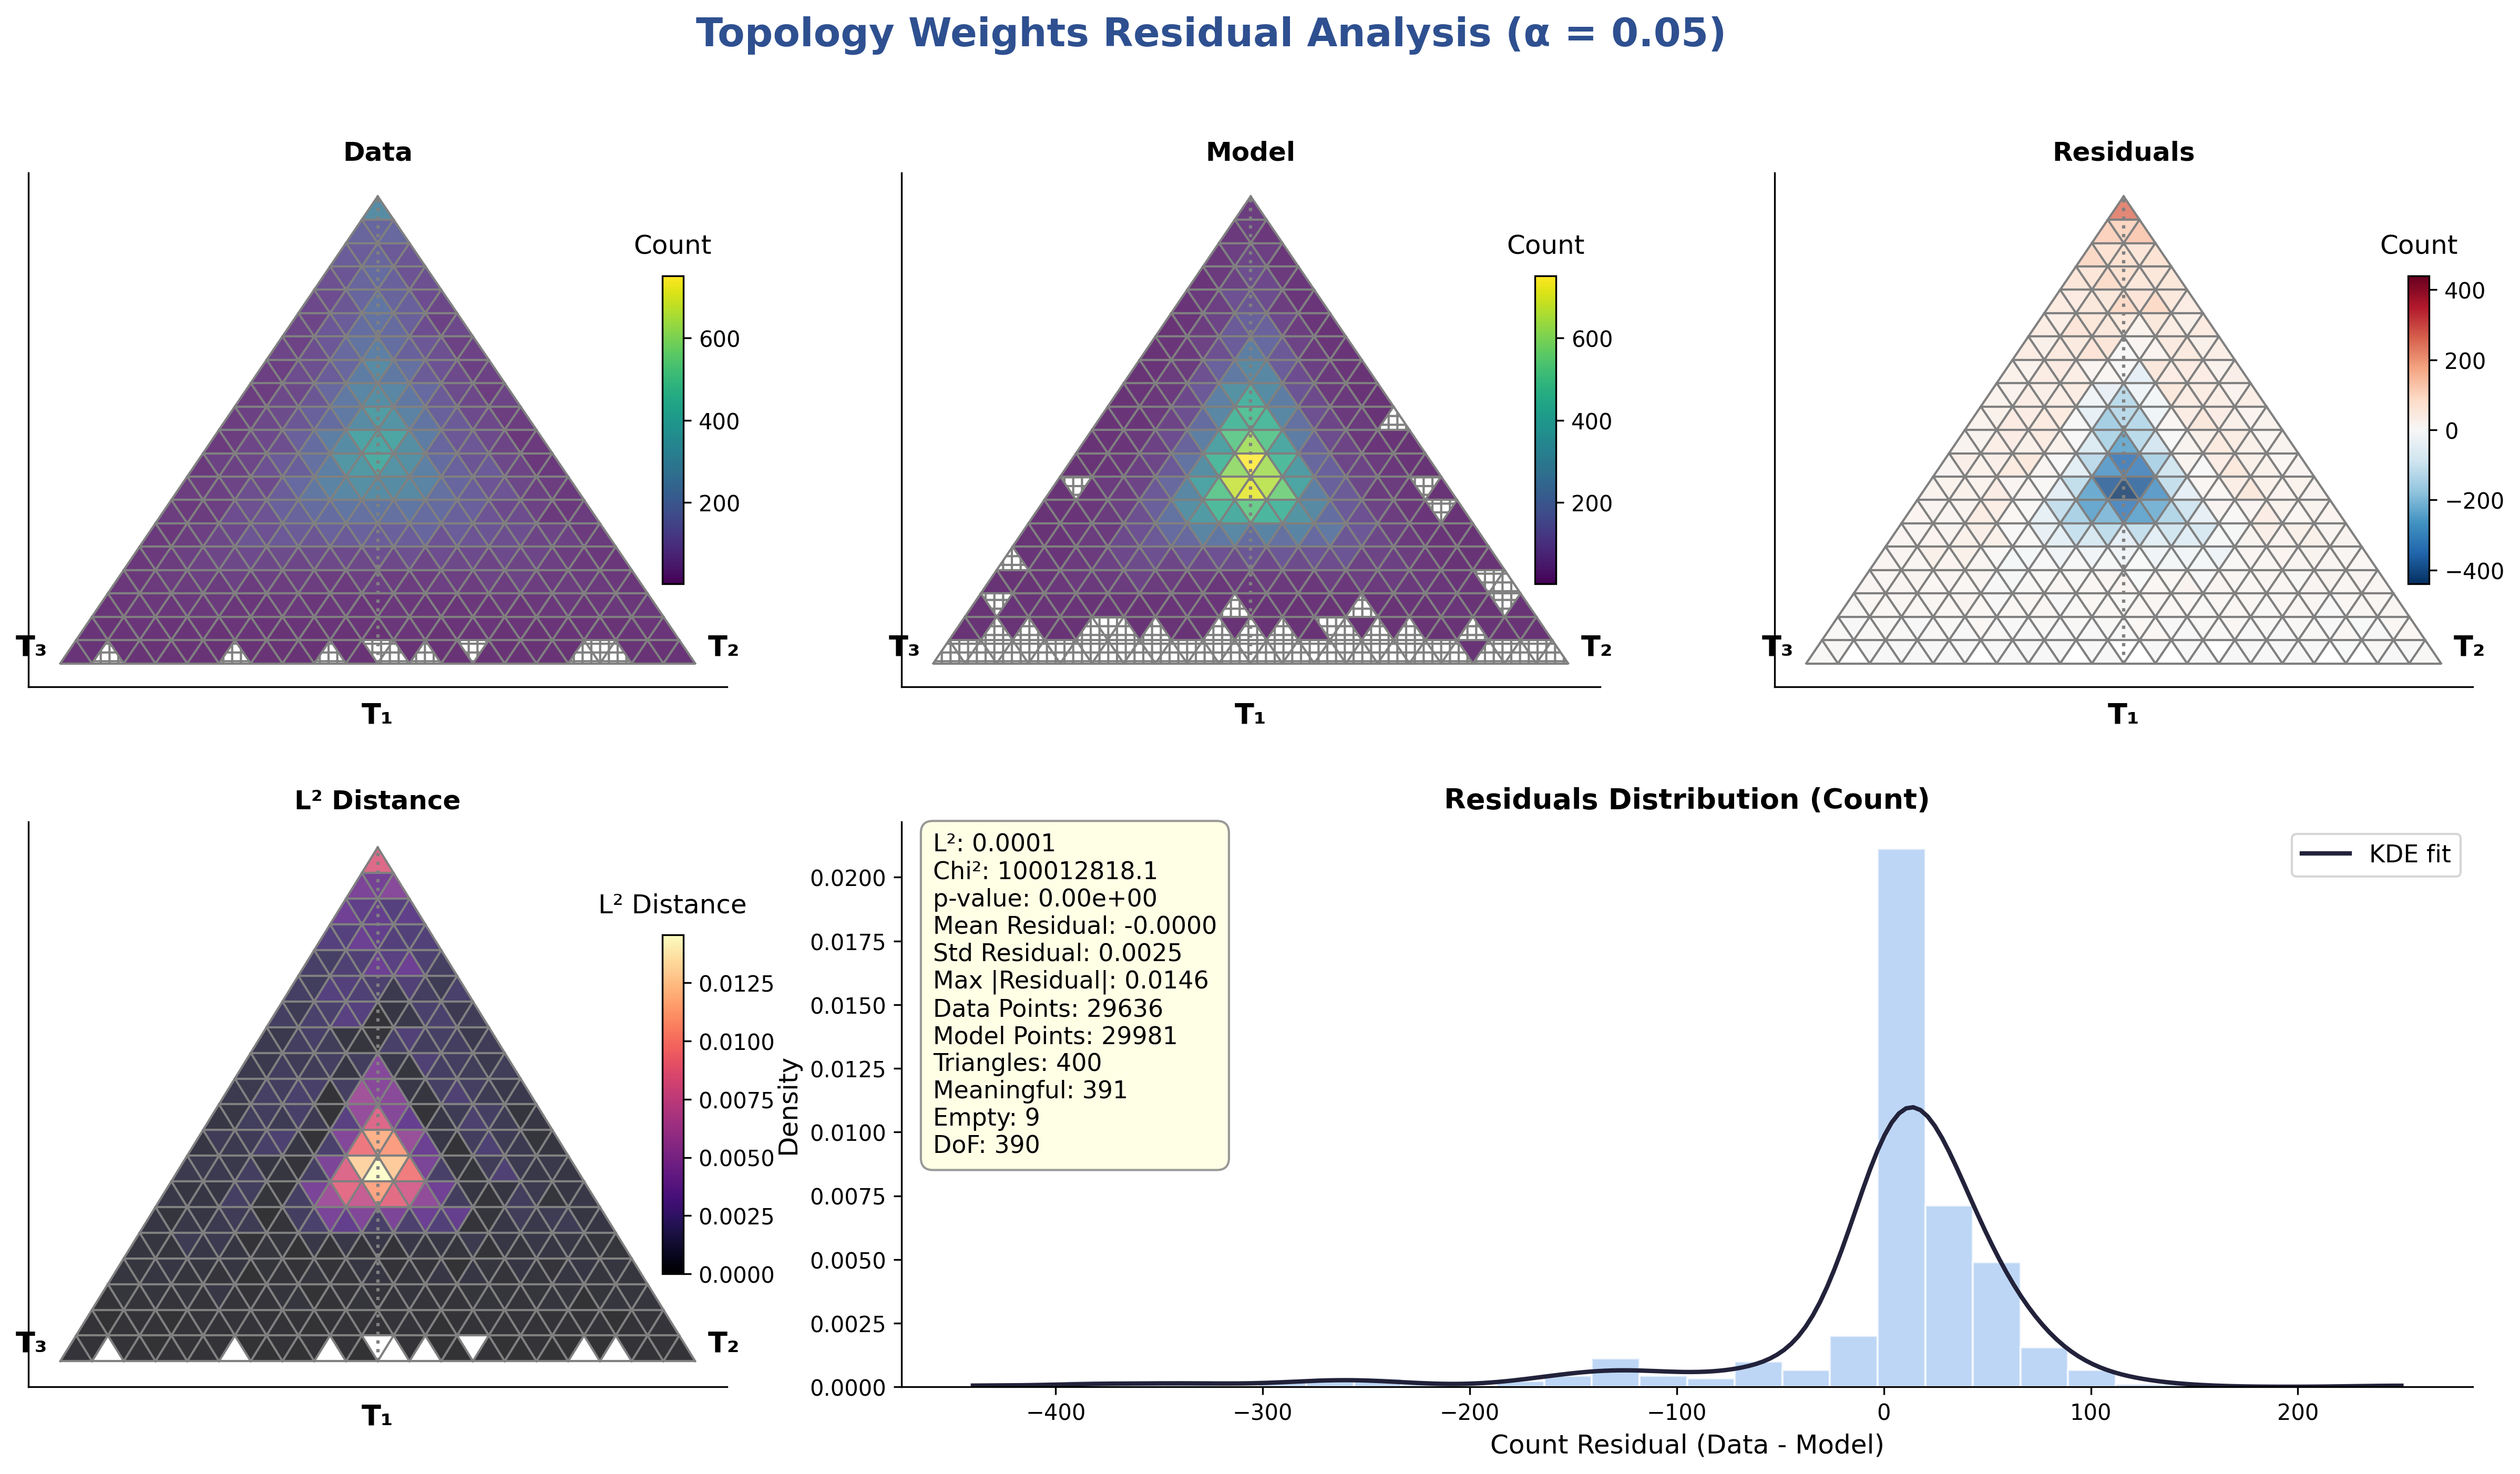 Topology Weights Residual Analysis (α = 0.05)
Data
Count
600
400
200
T₃
T₂
T₁
Model
Count
600
400
200
T₃
T₂
T₁
Residuals
Count
400
200
0
−200
−400
T₃
T₂
T₁
L² Distance
L² Distance
0.0125
0.0100
0.0075
0.0050
0.0025
0.0000
T₃
T₂
T₁
Residuals Distribution (Count)
L²: 0.0001
Chi²: 100012818.1
p-value: 0.00e+00
Mean Residual: -0.0000
Std Residual: 0.0025
Max |Residual|: 0.0146
Data Points: 29636
Model Points: 29981
Triangles: 400
Meaningful: 391
Empty: 9
DoF: 390
KDE fit
Density
0.0200
0.0175
0.0150
0.0125
0.0100
0.0075
0.0050
0.0025
0.0000
−400
−300
−200
−100
0
100
200
Count Residual (Data - Model)